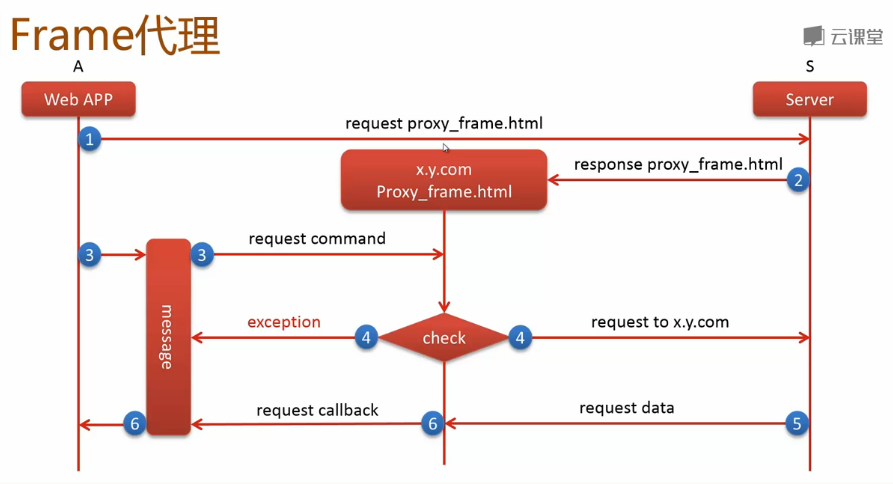 Frame代理
云课堂
A
S
Web APP
Server
request proxy_frame.html
1
x.y.com
Proxy_frame.html
response proxy_frame.html
2
3
3
request command
message
exception
4
check
4
request to x.y.com
6
request callback
6
request data
5